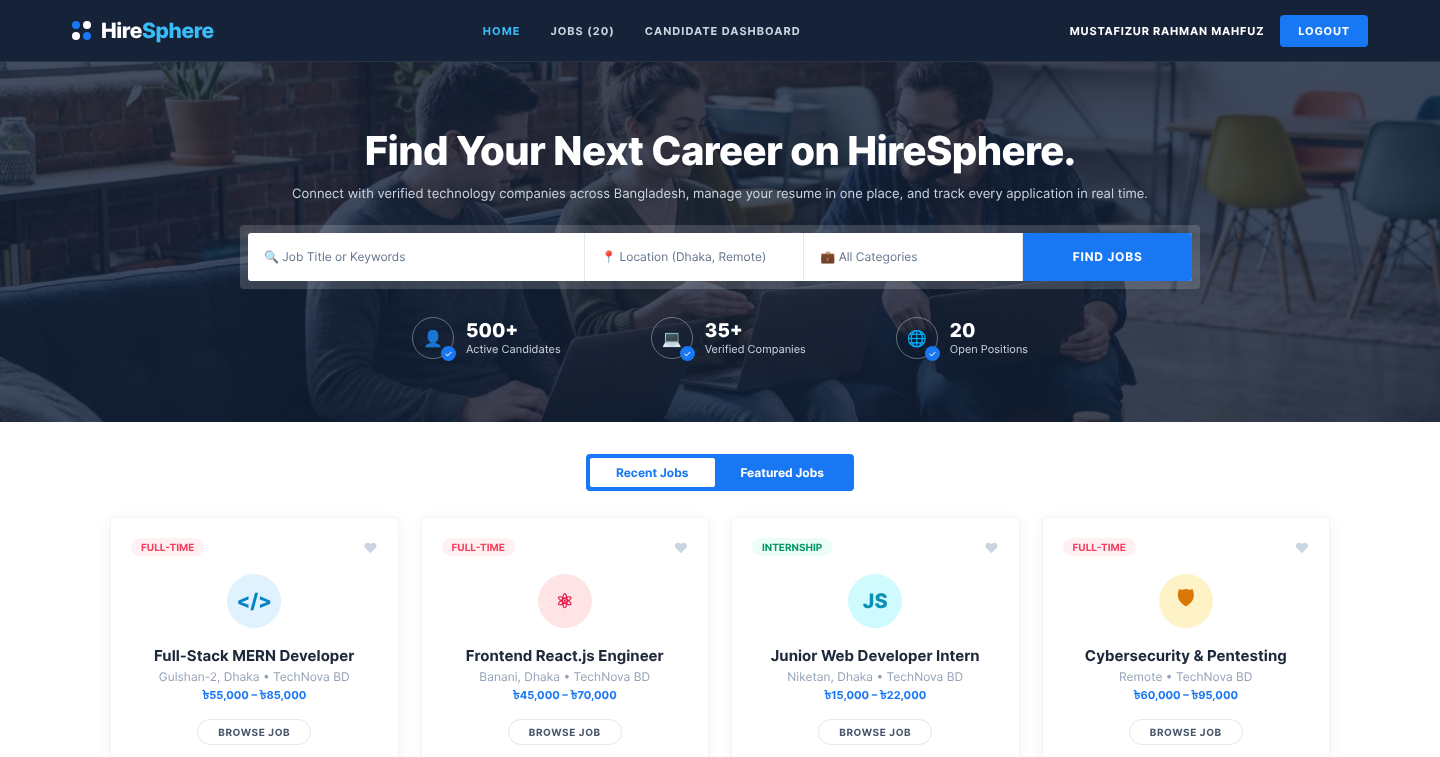 HireSphere HOME JOBS (20) CANDIDATE DASHBOARD MUSTAFIZUR RAHMAN MAHFUZ LOGOUT
Find Your Next Career on HireSphere.
Connect with verified technology companies across Bangladesh, manage your resume in one place, and track every application in real time.
🔍 Job Title or Keywords 📍 Location (Dhaka, Remote) 💼 All Categories FIND JOBS
500+ 35+ 20
Active Candidates Verified Companies Open Positions
Recent Jobs Featured Jobs
FULL-TIME FULL-TIME INTERNSHIP FULL-TIME
</> JS
Full-Stack MERN Developer Frontend React.js Engineer Junior Web Developer Intern Cybersecurity & Pentesting
Gulshan-2, Dhaka • TechNova BD Banani, Dhaka • TechNova BD Niketan, Dhaka • TechNova BD Remote • TechNova BD
৳55,000 – ৳85,000 ৳45,000 – ৳70,000 ৳15,000 – ৳22,000 ৳60,000 – ৳95,000
BROWSE JOB BROWSE JOB BROWSE JOB BROWSE JOB